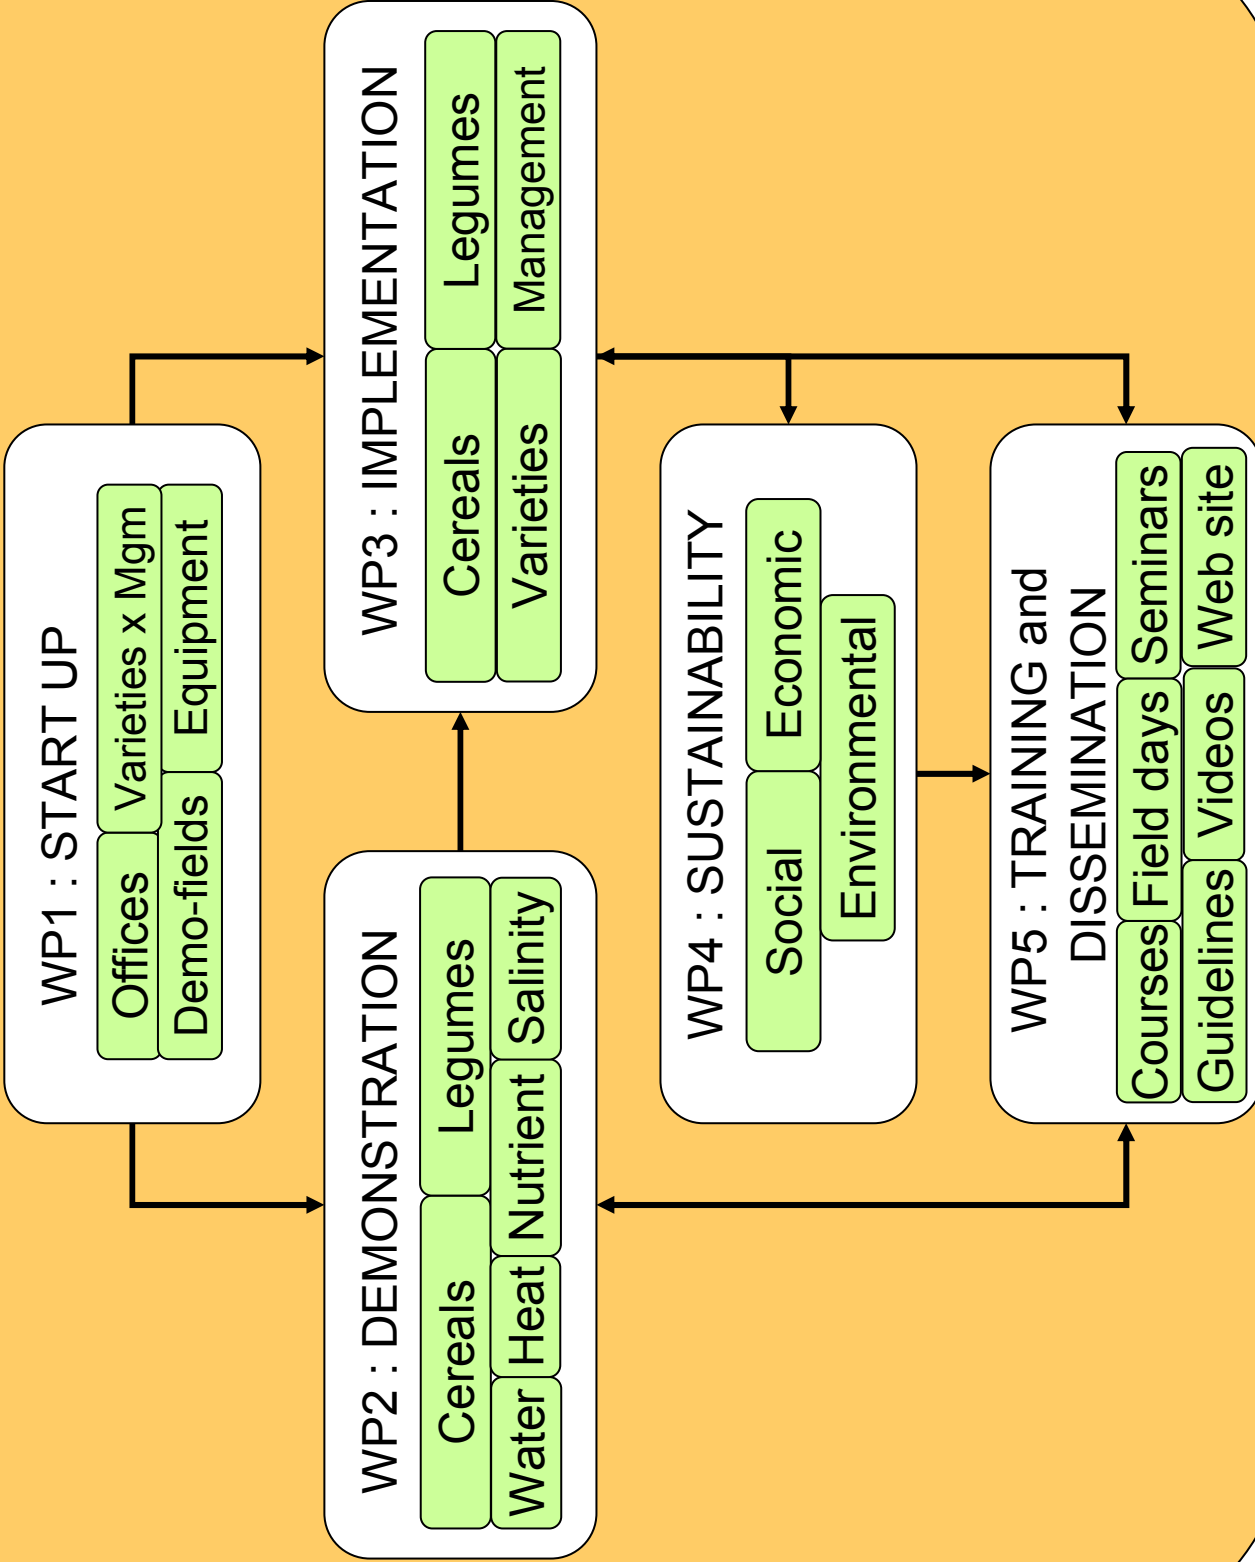 WP1 : START UP
Offices
Varieties x Mgm
Demo-fields
Equipment
WP2 : DEMONSTRATION
Cereals
Legumes
Water
Heat
Nutrient
Salinity
WP3 : IMPLEMENTATION
Cereals
Legumes
Varieties
Management
WP4 : SUSTAINABILITY
Social
Economic
Environmental
WP5 : TRAINING and
DISSEMINATION
Courses
Field days
Seminars
Guidelines
Videos
Web site